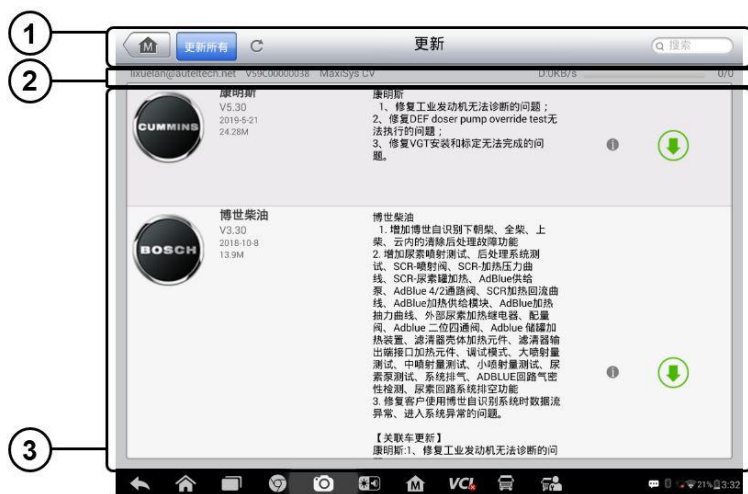 1
更新所有
更新
搜索
2
lixuelan@auteltech.net V59C00000038 MaxiSys CV D:0KB/s 0/0
3
CUMMINS
康明斯
V5.30
2019-5-21
24.28M
康明斯
1、修复工业发动机无法诊断的问题；
2、修复DEF doser pump override test无
法执行的问题；
3、修复VGT安装和标定无法完成的问
题。
BOSCH
博世柴油
V3.30
2018-10-8
13.9M
博世柴油
1. 增加博世自识别下朝柴、全柴、上
柴、云内的清除后处理故障功能
2. 增加尿素喷射测试、后处理系统测
试、SCR-喷射阀、SCR-加热压力曲
线、SCR-尿素罐加热、AdBlue供给
泵、AdBlue 4/2通路阀、SCR加热回流曲
线、AdBlue加热供给模块、AdBlue加热
抽力曲线、外部尿素加热继电器、配量
阀、Adblue 二位四通阀、Adblue 储罐加
热装置、滤清器壳体加热元件、滤清器输
出端接口加热元件、调试模式、大喷射量
测试、中喷射量测试、小喷射量测试、尿
素泵测试、系统排气、ADBLUE回路气密
性检测、尿素回路系统排空功能
3. 修复客户使用博世自识别系统时数据流
异常、进入系统异常的问题。
【关联车更新】
康明斯:1、修复工业发动机无法诊断的问
VCI
21% 3:32